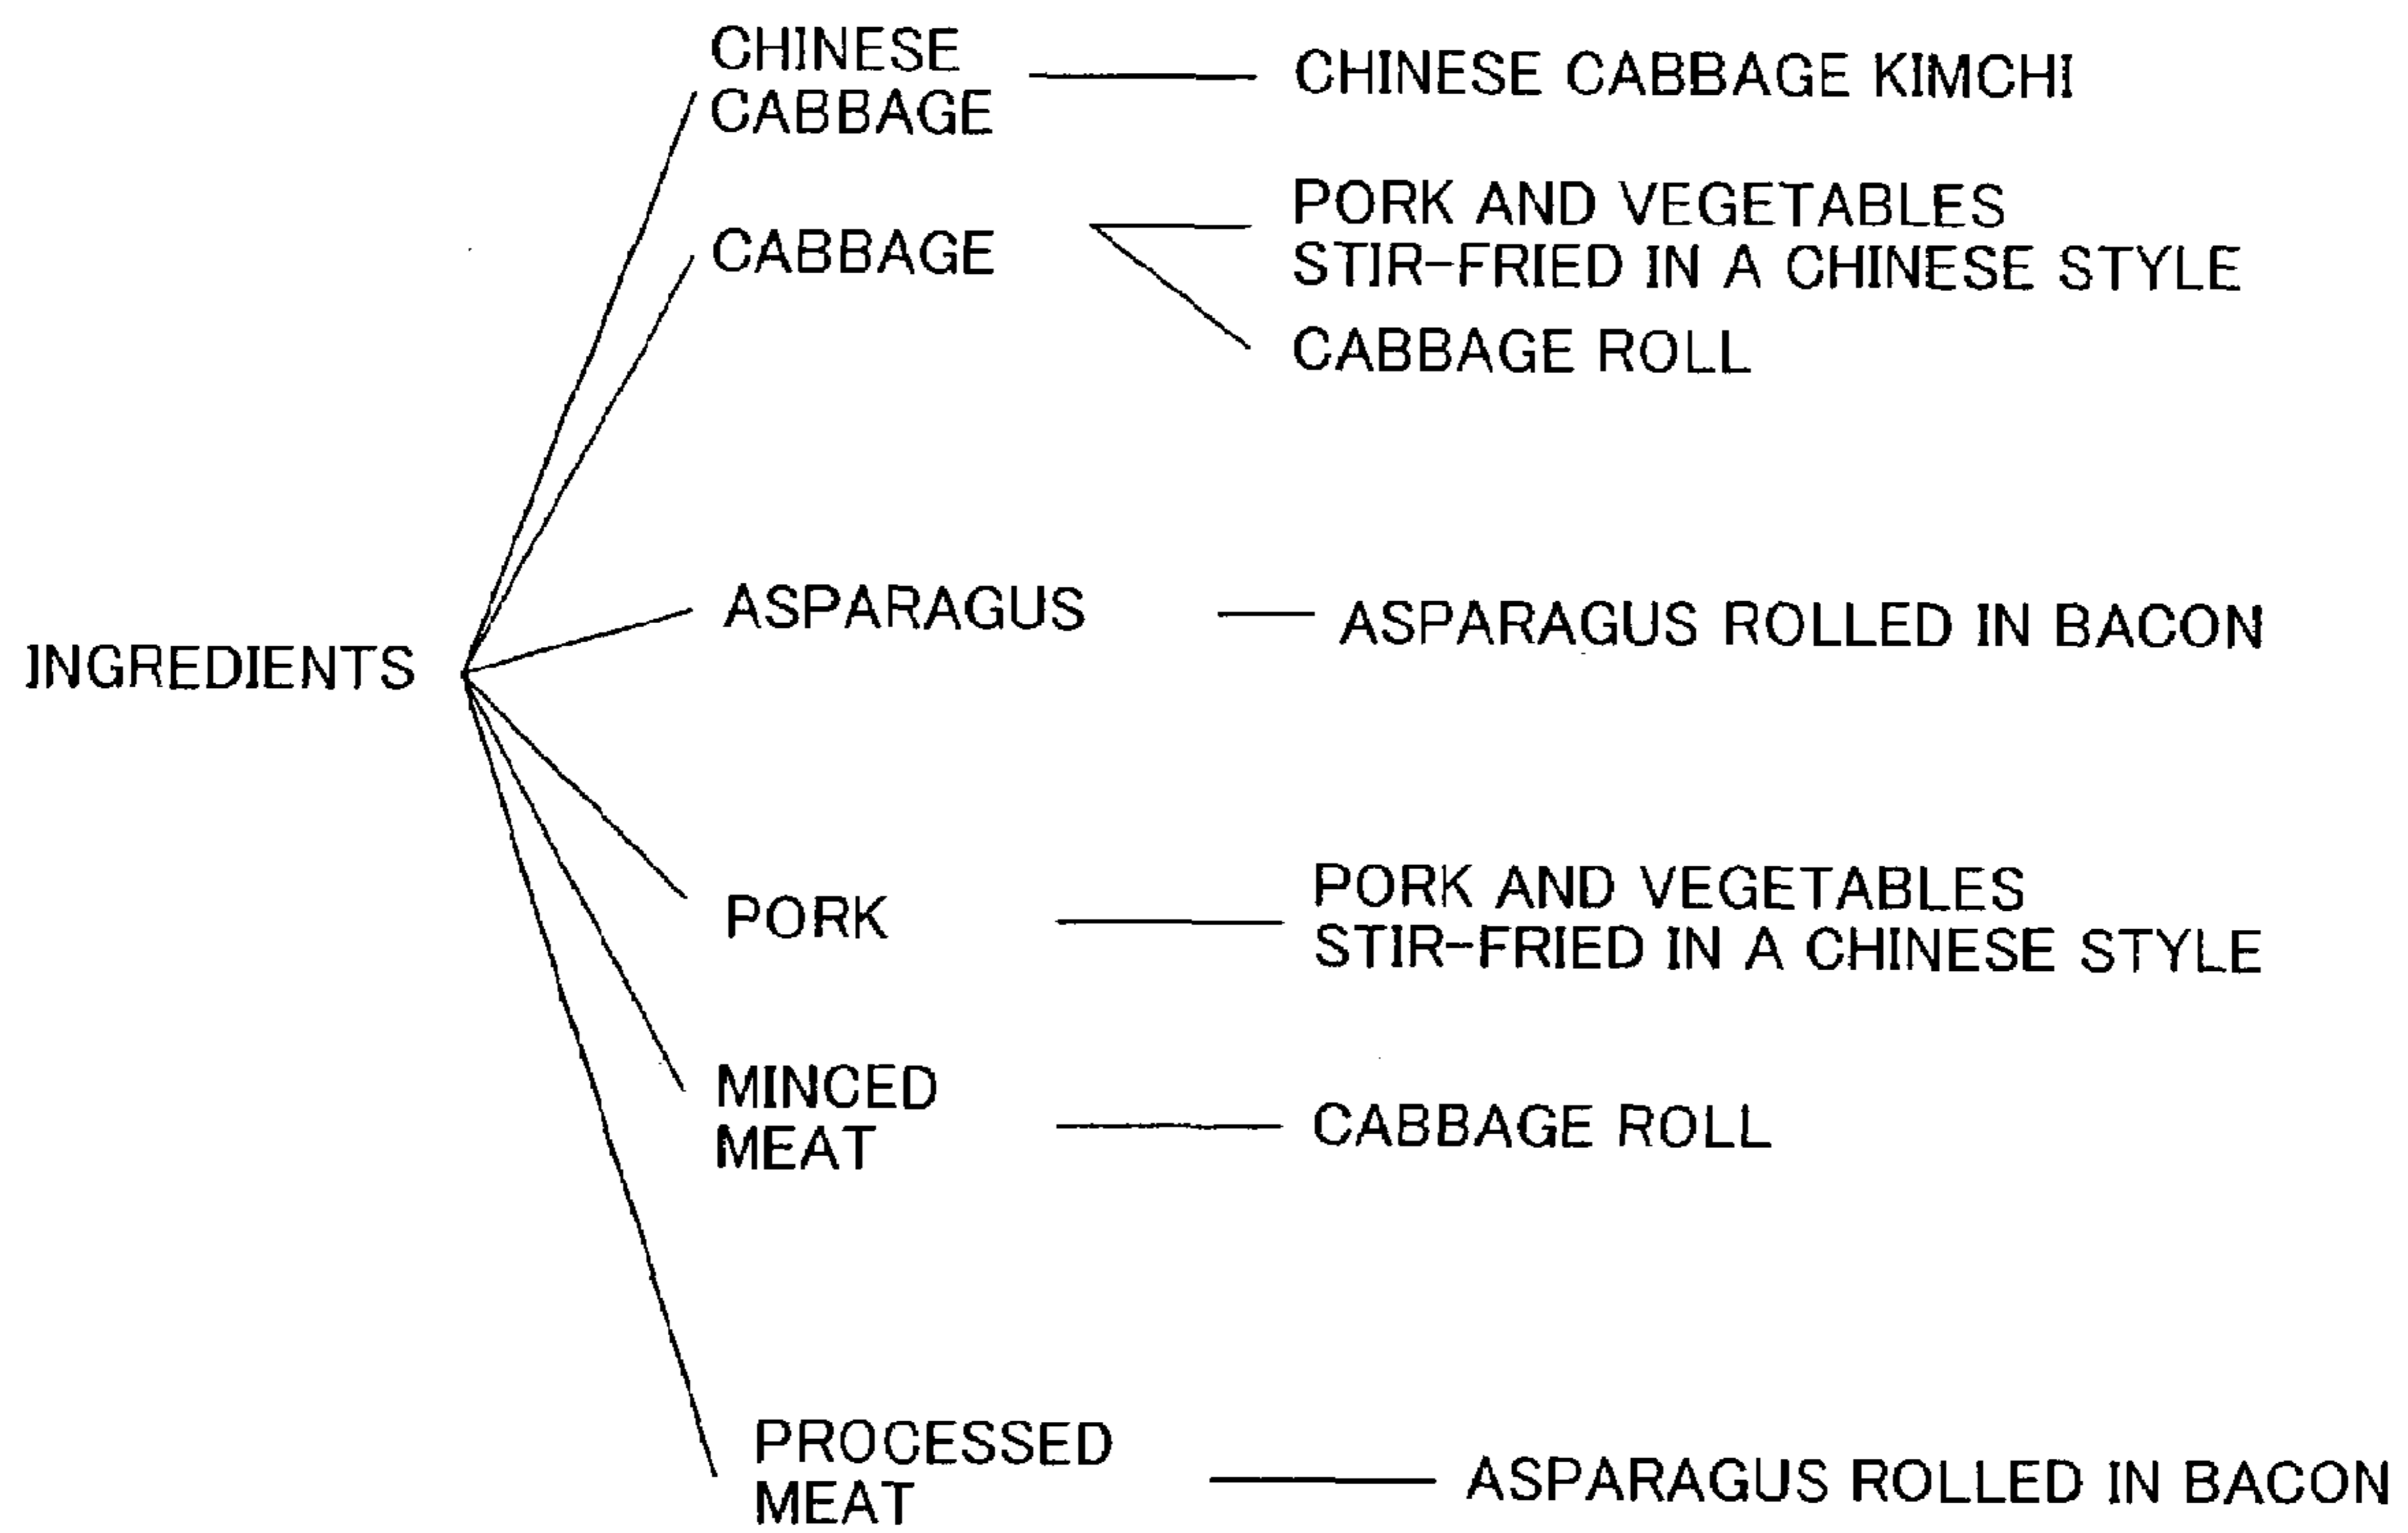 CHINESE
CABBAGE
CHINESE CABBAGE KIMCHI
CABBAGE
PORK AND VEGETABLES
STIR-FRIED IN A CHINESE STYLE
CABBAGE ROLL
INGREDIENTS
ASPARAGUS
ASPARAGUS ROLLED IN BACON
PORK
PORK AND VEGETABLES
STIR-FRIED IN A CHINESE STYLE
MINCED
MEAT
CABBAGE ROLL
PROCESSED
MEAT
ASPARAGUS ROLLED IN BACON